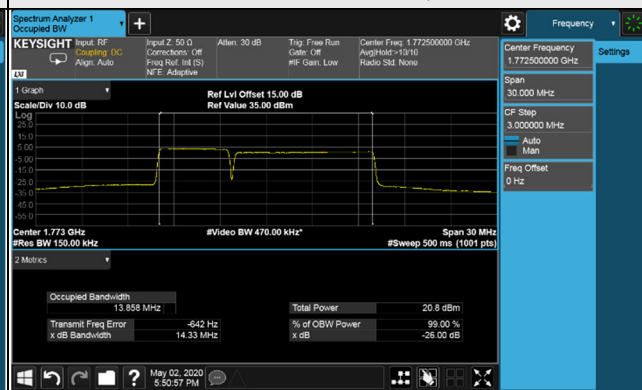 Spectrum Analyzer 1
Occupied BW
KEYSIGHT
Input: RF
Coupling: DC
Align: Auto
Input Z: 50 Ω
Corrections: Off
Freq Ref: Int (S)
NFE: Adaptive
Atten: 30 dB
Trig: Free Run
Gate: Off
#IF Gain: Low
Center Freq: 1.772500000 GHz
Avg|Hold:>10/10
Radio Std: None
LXI
1 Graph
Scale/Div 10.0 dB
Ref Lvl Offset 15.00 dB
Ref Value 35.00 dBm
Log
25.0
15.0
5.00
-5.00
-15.0
-25.0
-35.0
-45.0
-55.0
Center 1.773 GHz
#Res BW 150.00 kHz
#Video BW 470.00 kHz*
Span 30 MHz
#Sweep 500 ms (1001 pts)
2 Metrics
Occupied Bandwidth
13.858 MHz
Transmit Freq Error -642 Hz
x dB Bandwidth 14.33 MHz
Total Power 20.8 dBm
% of OBW Power 99.00 %
x dB -26.00 dB
May 02, 2020
5:50:57 PM
Frequency
Settings
Center Frequency
1.772500000 GHz
Span
30.000 MHz
CF Step
3.000000 MHz
Auto
Man
Freq Offset
0 Hz